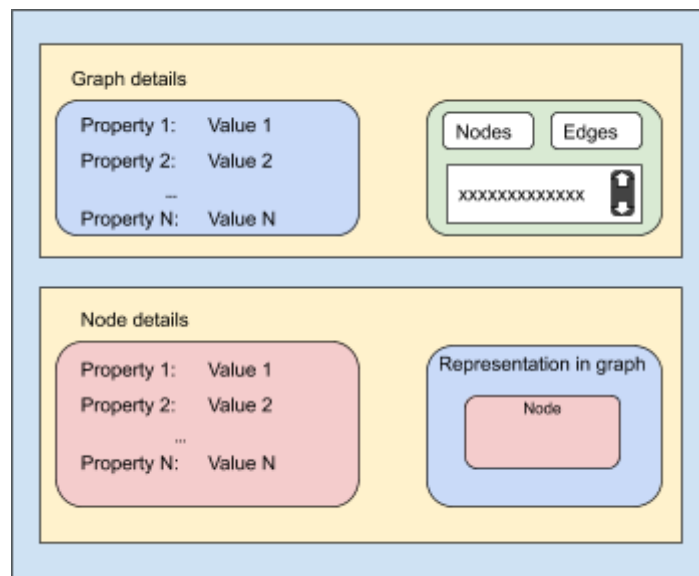 Graph details
Property 1: Value 1
Property 2: Value 2
...
Property N: Value N
Nodes Edges
xxxxxxxxxxxxx
Node details
Property 1: Value 1
Property 2: Value 2
...
Property N: Value N
Representation in graph
Node